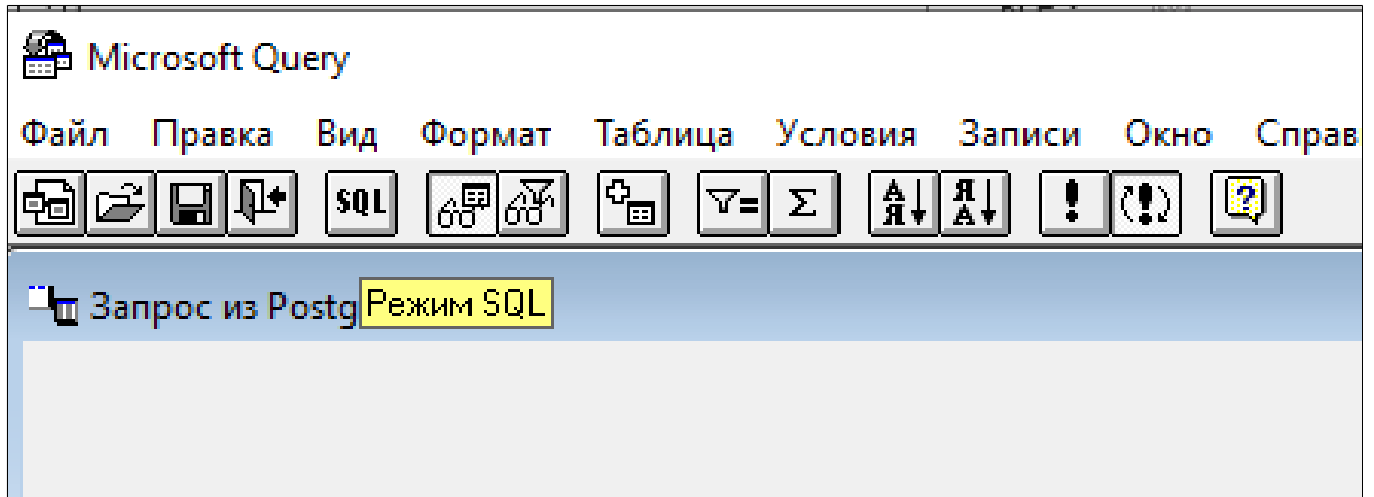 Microsoft Query
Файл Правка Вид Формат Таблица Условия Записи Окно Справ
SQL А Я Я А
Запрос из Postg Режим SQL